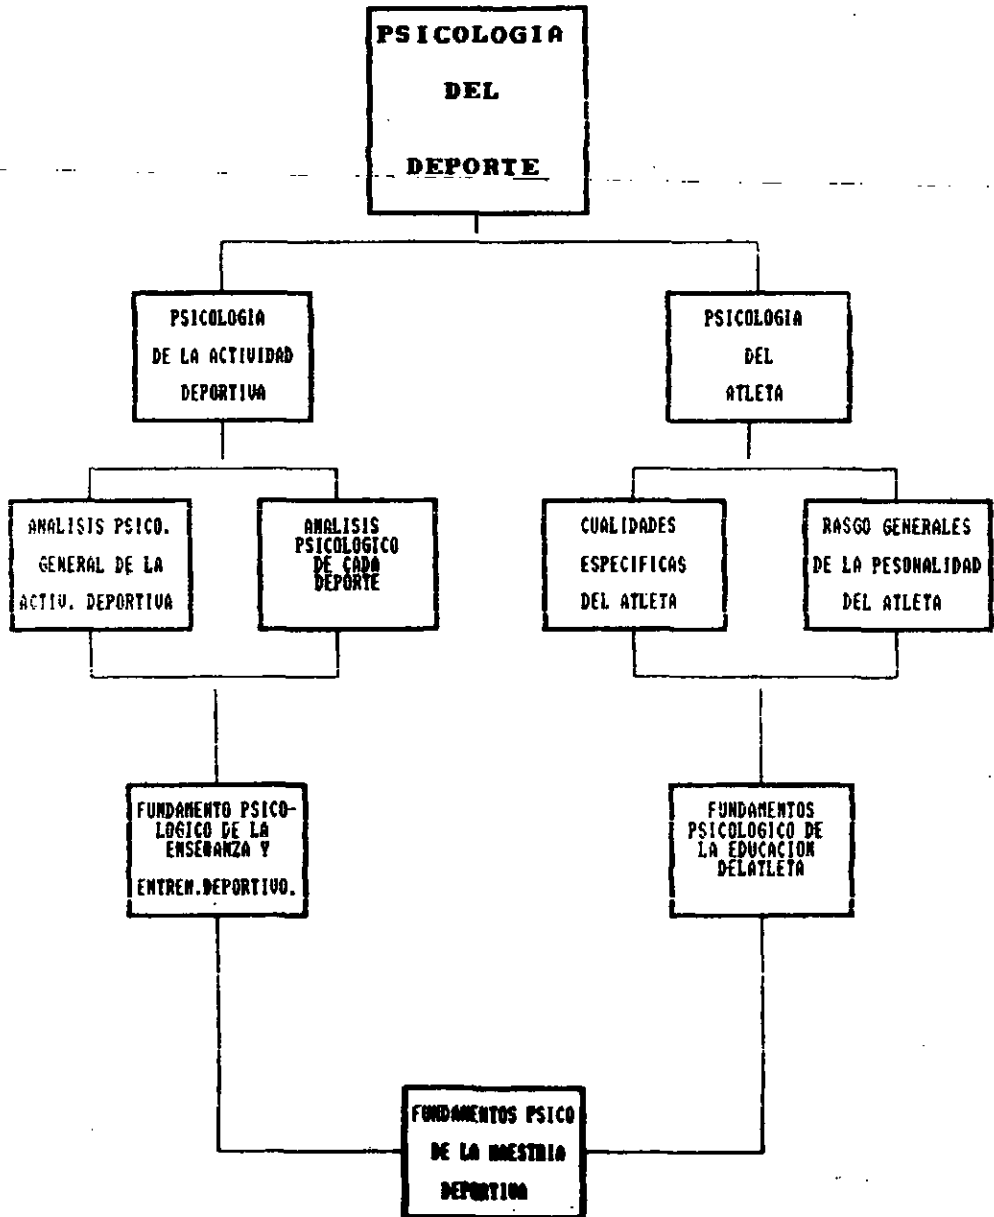 PSICOLOGIA
DEL
DEPORTE
PSICOLOGIA
DE LA ACTIVIDAD
DEPORTIVA
PSICOLOGIA
DEL
ATLETA
ANALISIS PSICO.
GENERAL DE LA
ACTIV. DEPORTIVA
ANALISIS
PSICOLOGICO
DE CADA
DEPORTE
CUALIDADES
ESPECIFICAS
DEL ATLETA
RASGO GENERALES
DE LA PESONALIDAD
DEL ATLETA
FUNDAMENTO PSICO-
LOGICO DE LA
ENSEÑANZA Y
ENTREN.DEPORTIVO.
FUNDAMENTOS
PSICOLOGICO DE
LA EDUCACION
DELATLETA
FUNDAMENTOS PSICO
DE LA MAESTRIA
DEPORTIVA